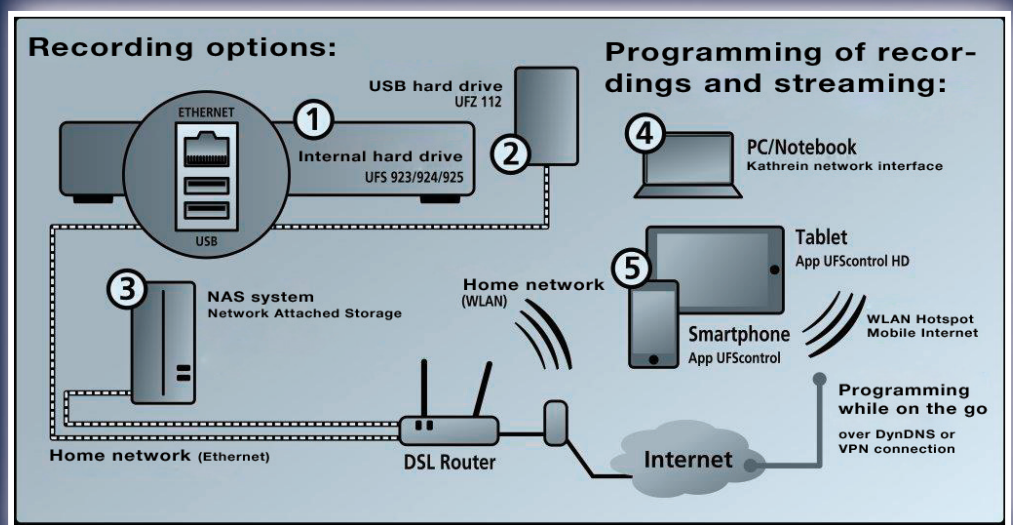 Recording options:
USB hard drive
UFZ 112
ETHERNET
1
Internal hard drive
UFS 923/924/925
2
USB
3
NAS system
Network Attached Storage
Home network (Ethernet)
DSL Router
Home network
(WLAN)
Programming of recor-
dings and streaming:
4
PC/Notebook
Kathrein network interface
5
Tablet
App UFScontrol HD
Smartphone
App UFScontrol
WLAN Hotspot
Mobile Internet
Programming
while on the go
over DynDNS or
VPN connection
Internet